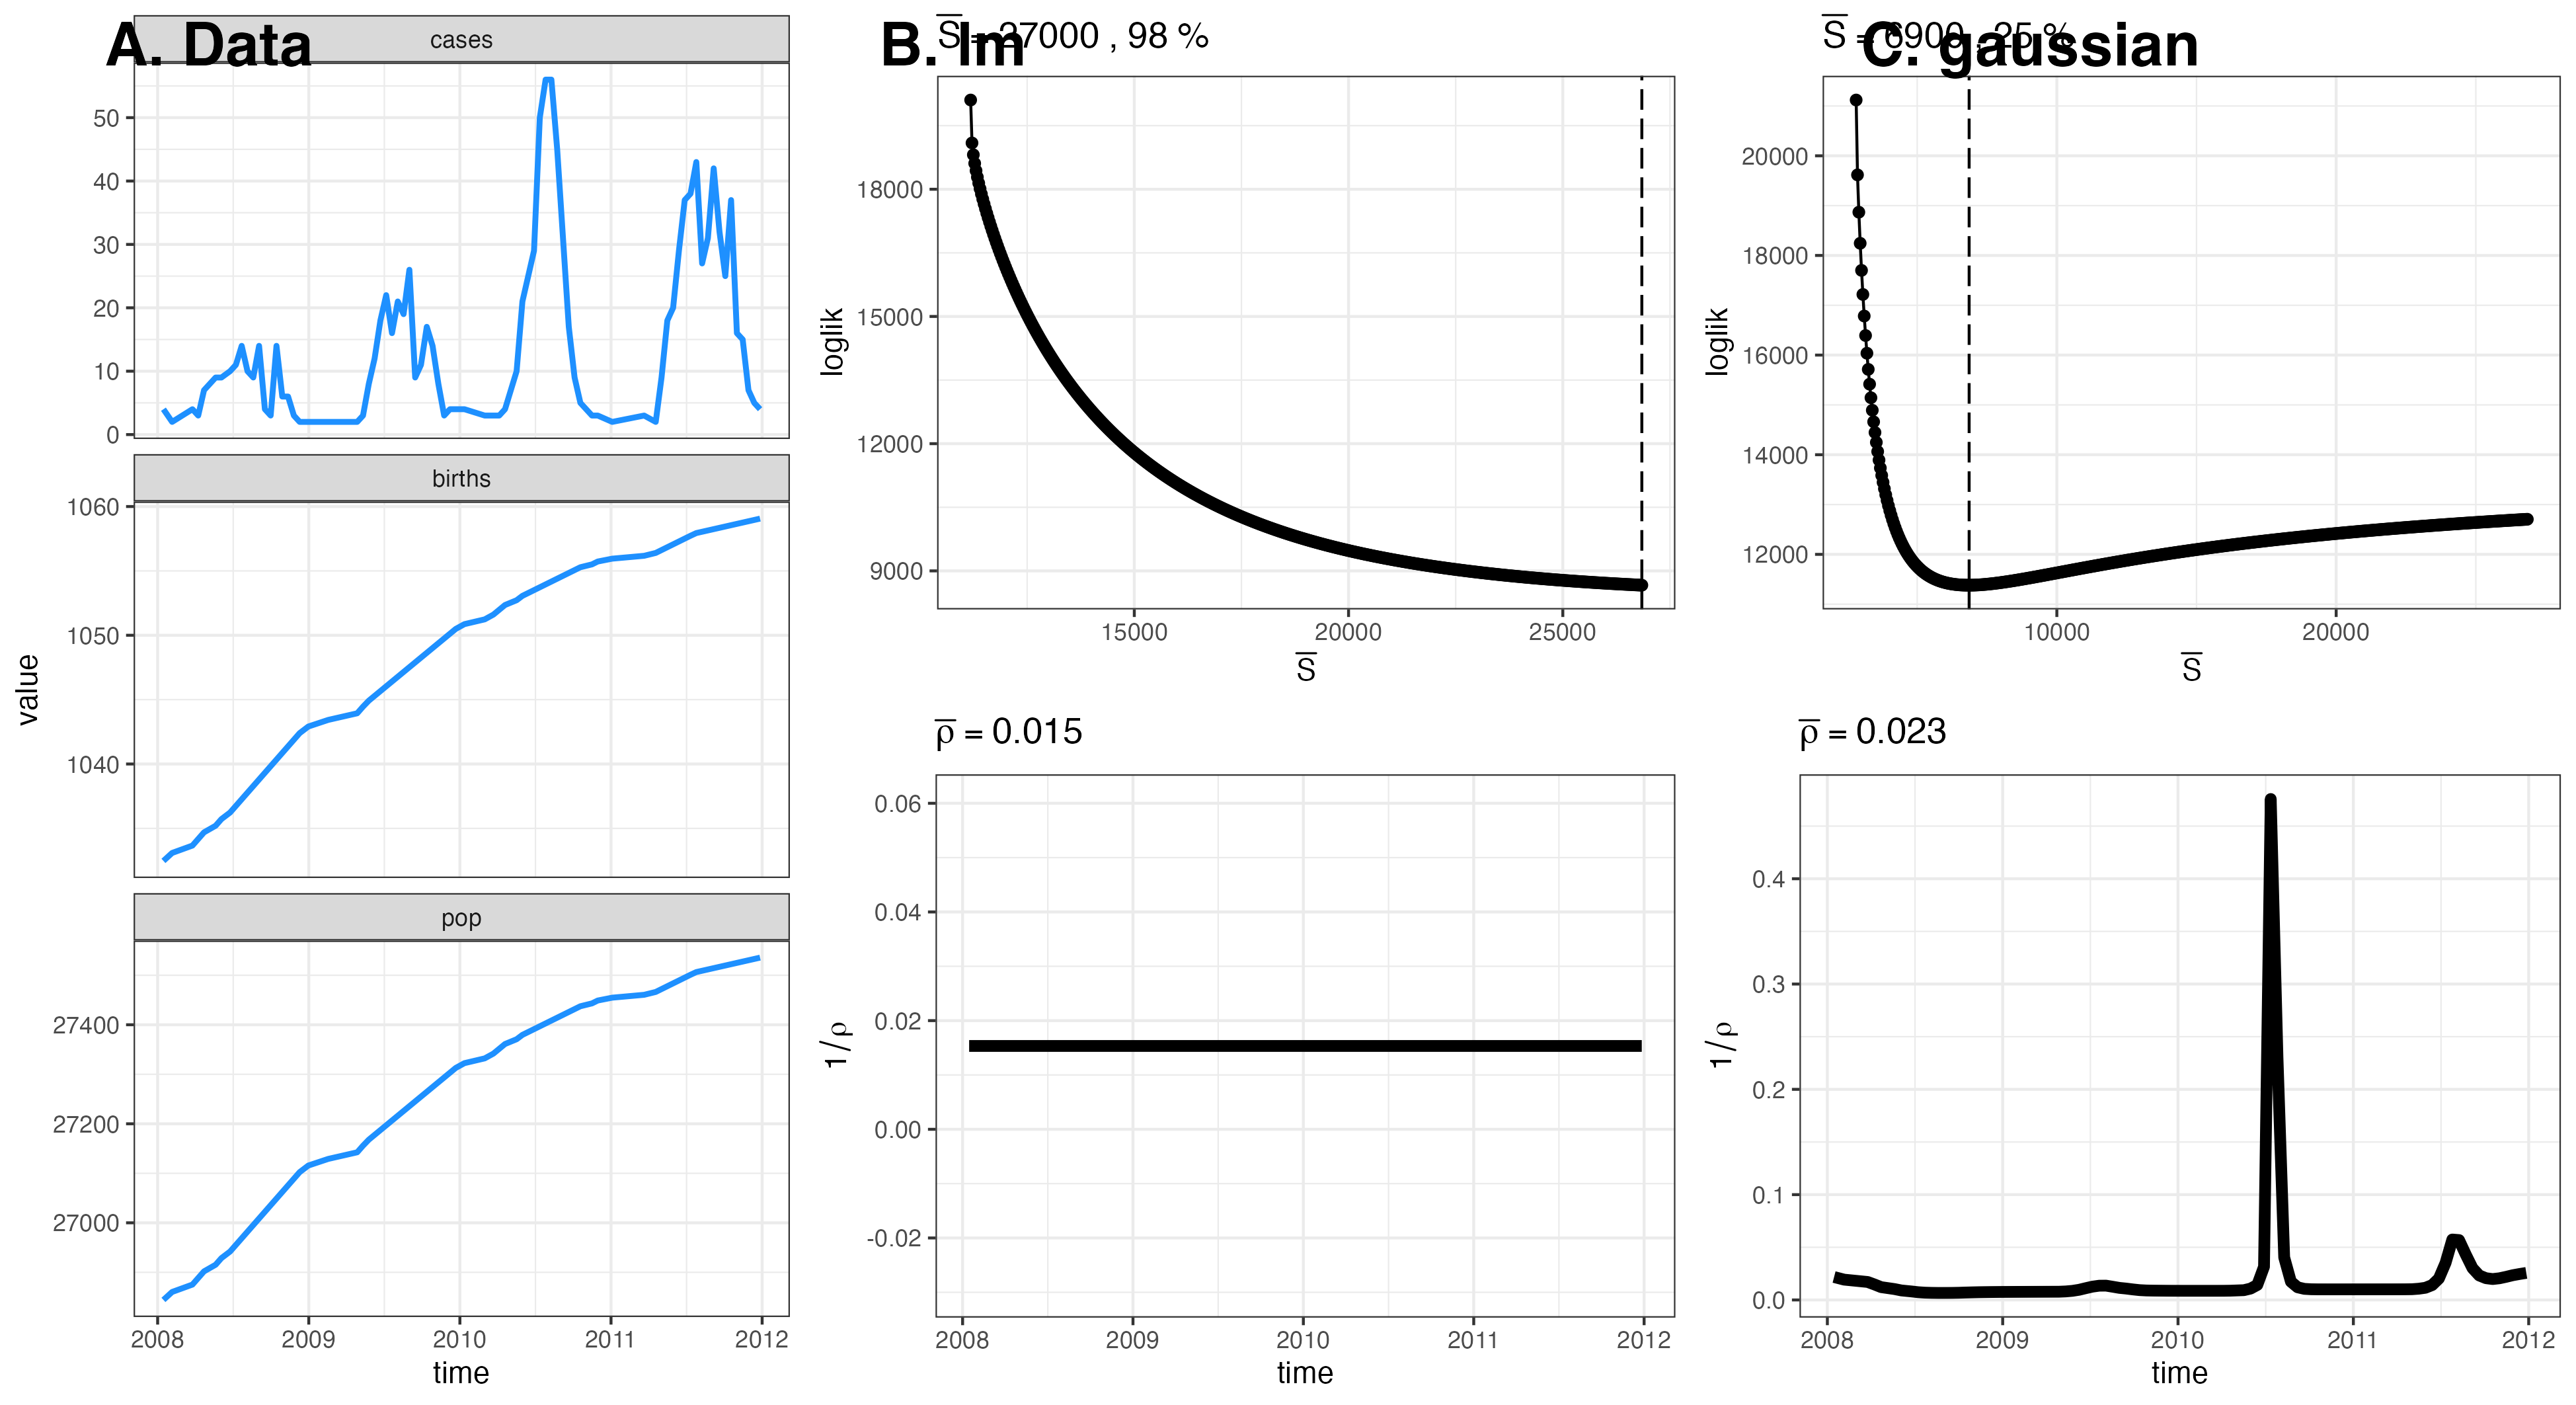 A. Data
cases
50
40
30
20
10
0
births
1060
1050
1040
value
pop
27400
27200
27000
2008 2009 2010 2011 2012
time
B. lm
S = 27000 , 98 %
18000
15000
12000
9000
loglik
15000 20000 25000
S
ρ = 0.015
0.06
0.04
0.02
0.00
-0.02
1/ρ
2008 2009 2010 2011 2012
time
C. gaussian
S = 6900 , 25 %
20000
18000
16000
14000
12000
loglik
10000 20000
S
ρ = 0.023
0.4
0.3
0.2
0.1
0.0
1/ρ
2008 2009 2010 2011 2012
time